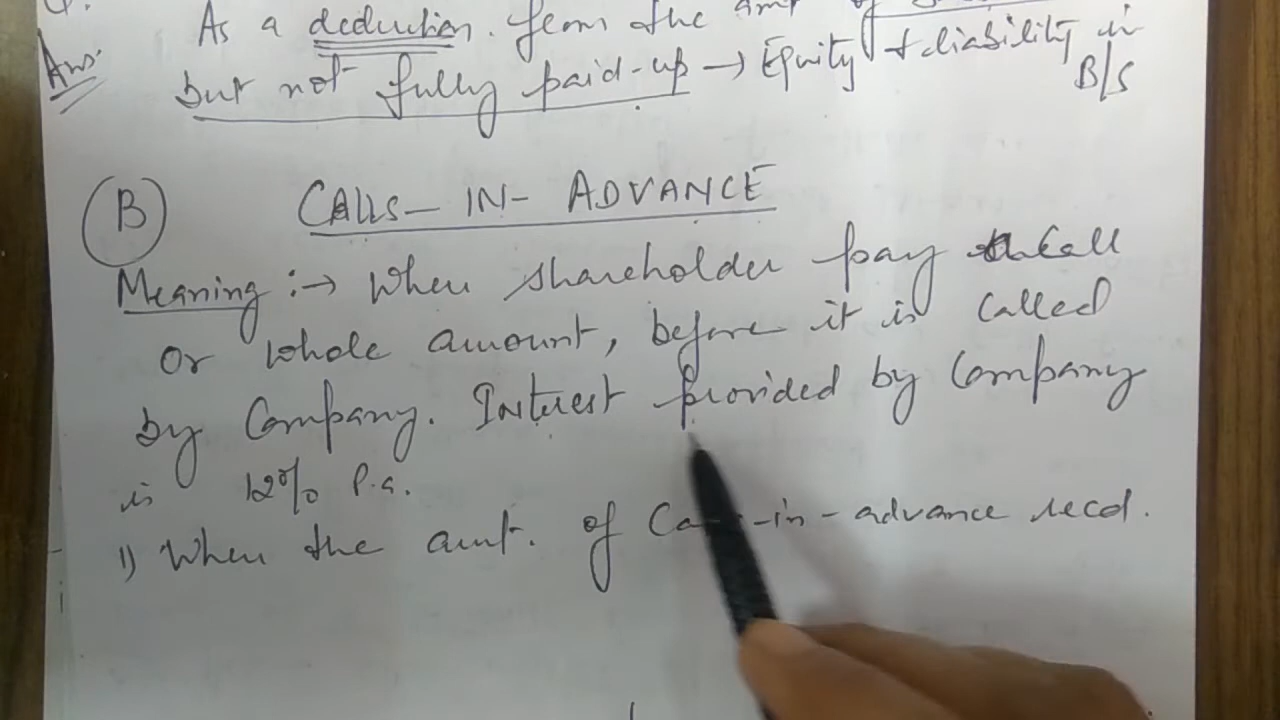 Ans. As a deduction. from the amt of
but not fully paid-up → Equity & liability in
B/S
(B) CALLS-IN-ADVANCE
Meaning :→ When shareholder pay call
Or whole amount, before it is called
by Company. Interest provided by Company
is 12% P.a.
1) When the amt. of -in-advance recd.